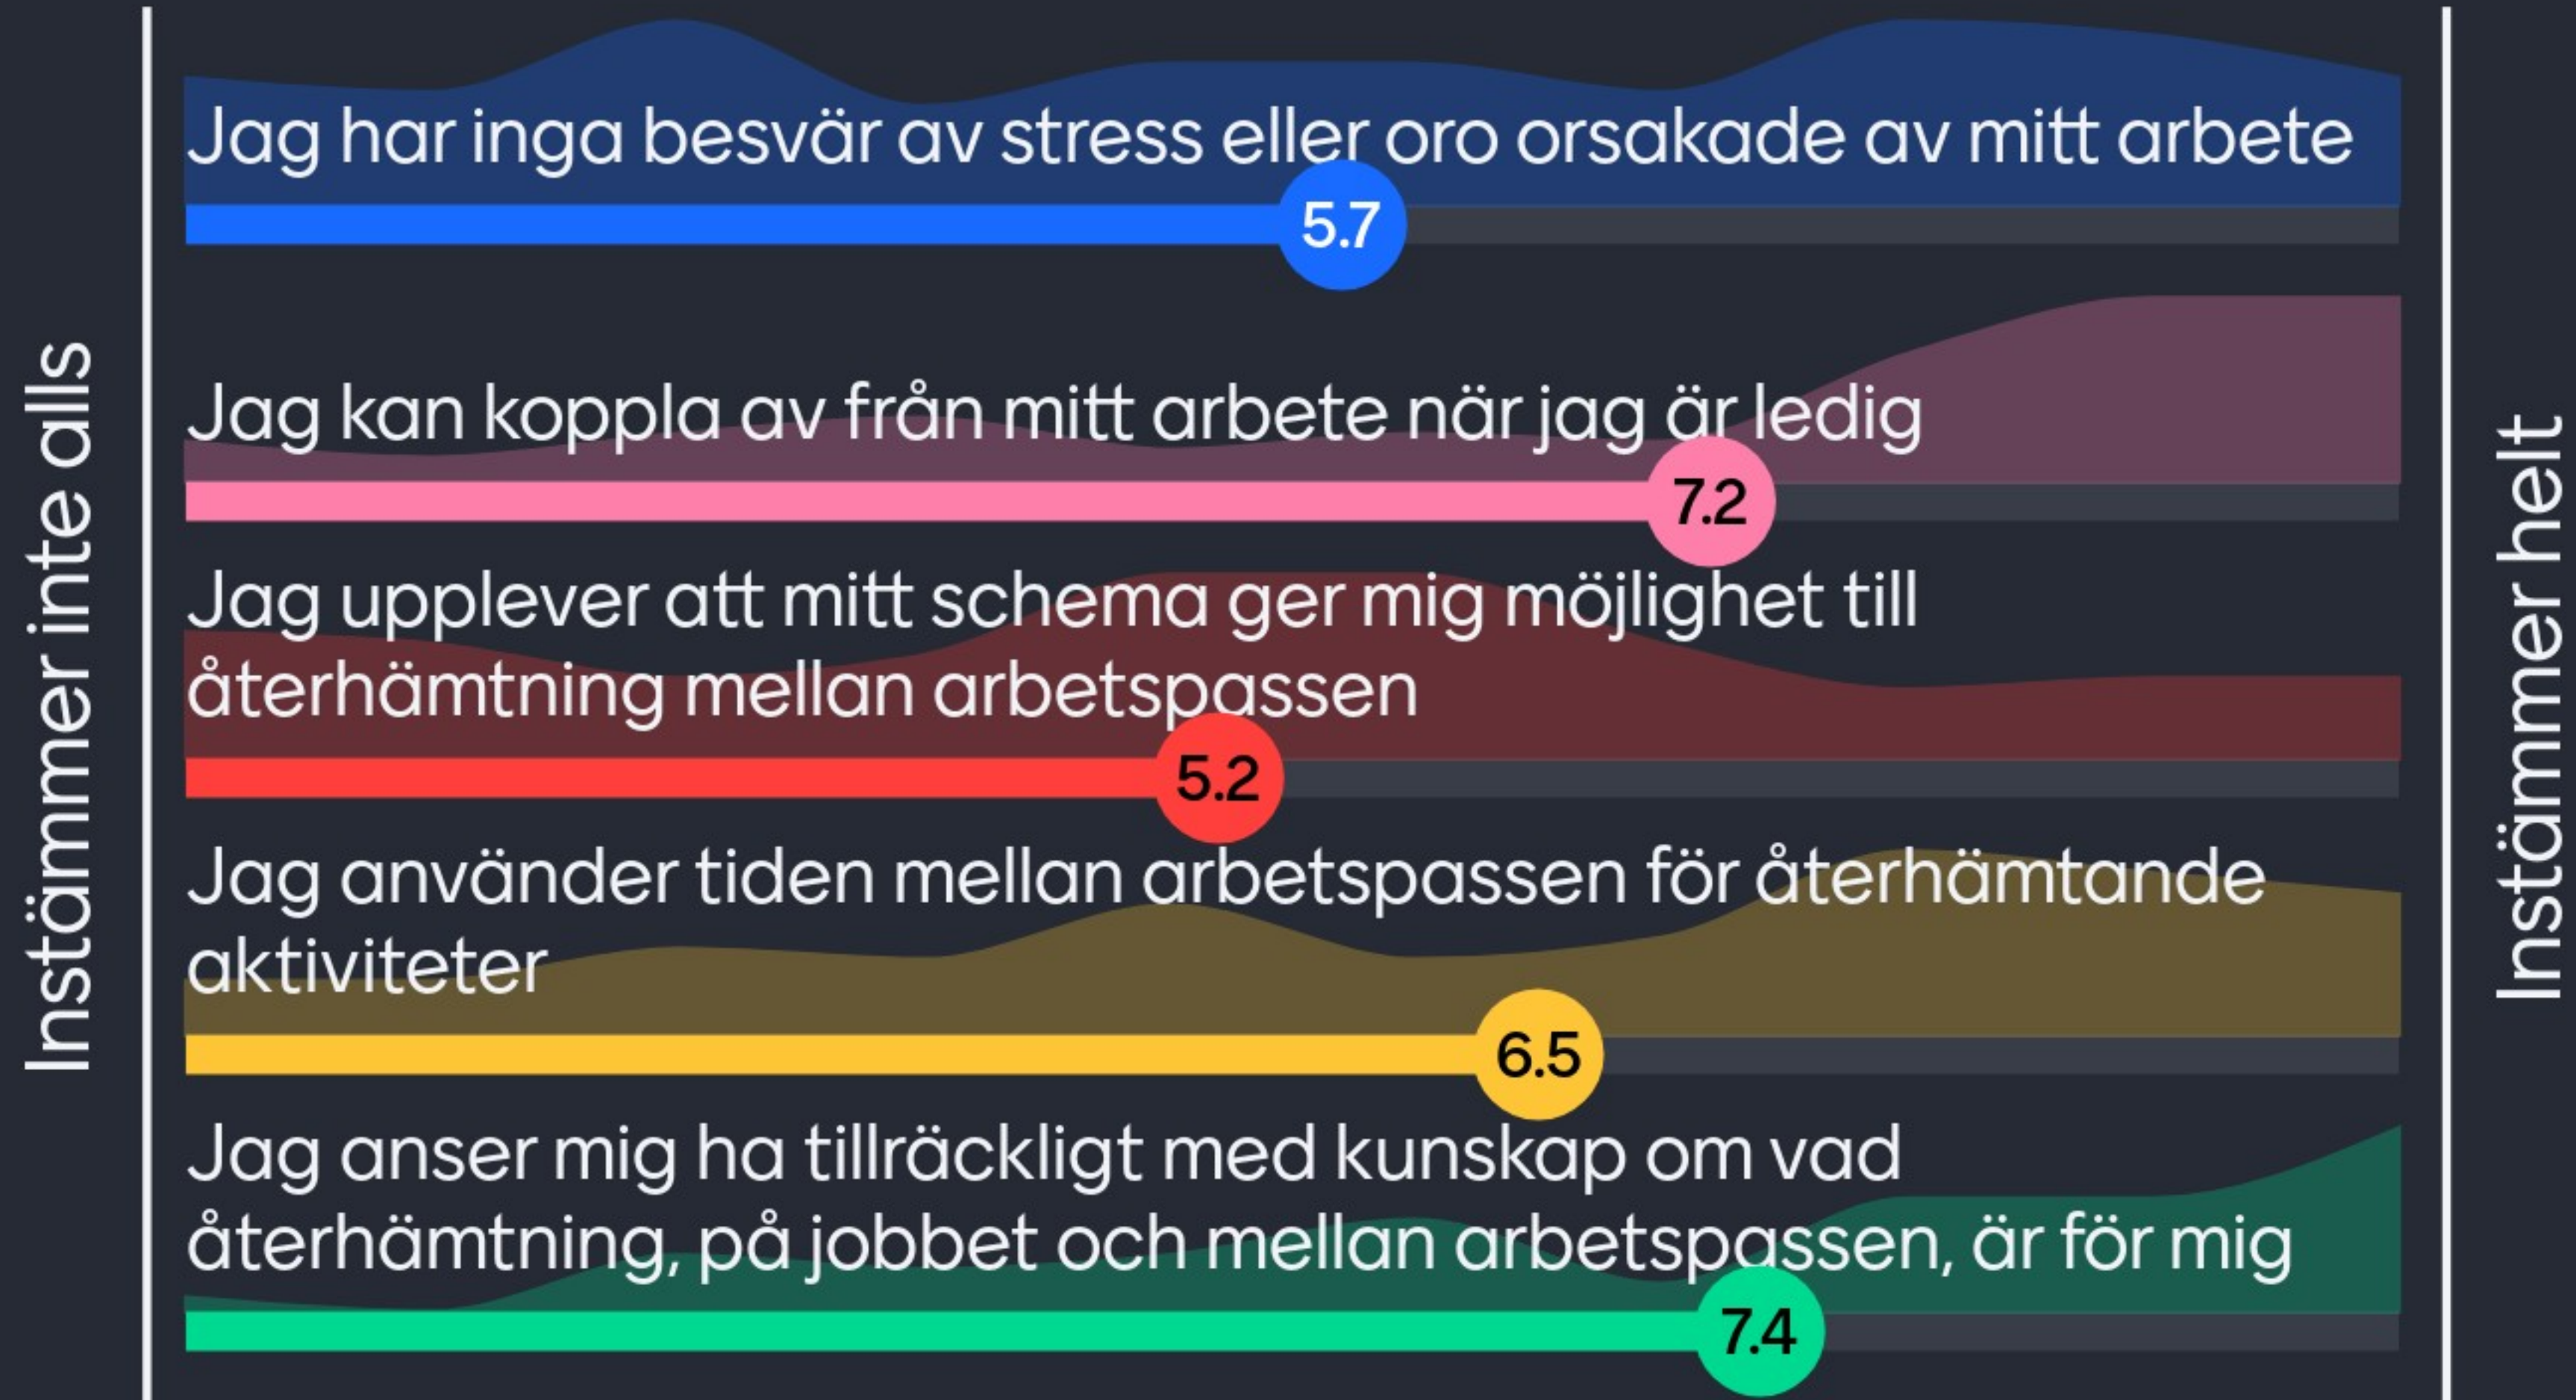 Instämmer inte alls
Jag har inga besvär av stress eller oro orsakade av mitt arbete
5.7
Jag kan koppla av från mitt arbete när jag är ledig
7.2
Jag upplever att mitt schema ger mig möjlighet till
återhämtning mellan arbetspassen
5.2
Jag använder tiden mellan arbetspassen för återhämtande
aktiviteter
6.5
Jag anser mig ha tillräckligt med kunskap om vad
återhämtning, på jobbet och mellan arbetspassen, är för mig
7.4
Instämmer helt